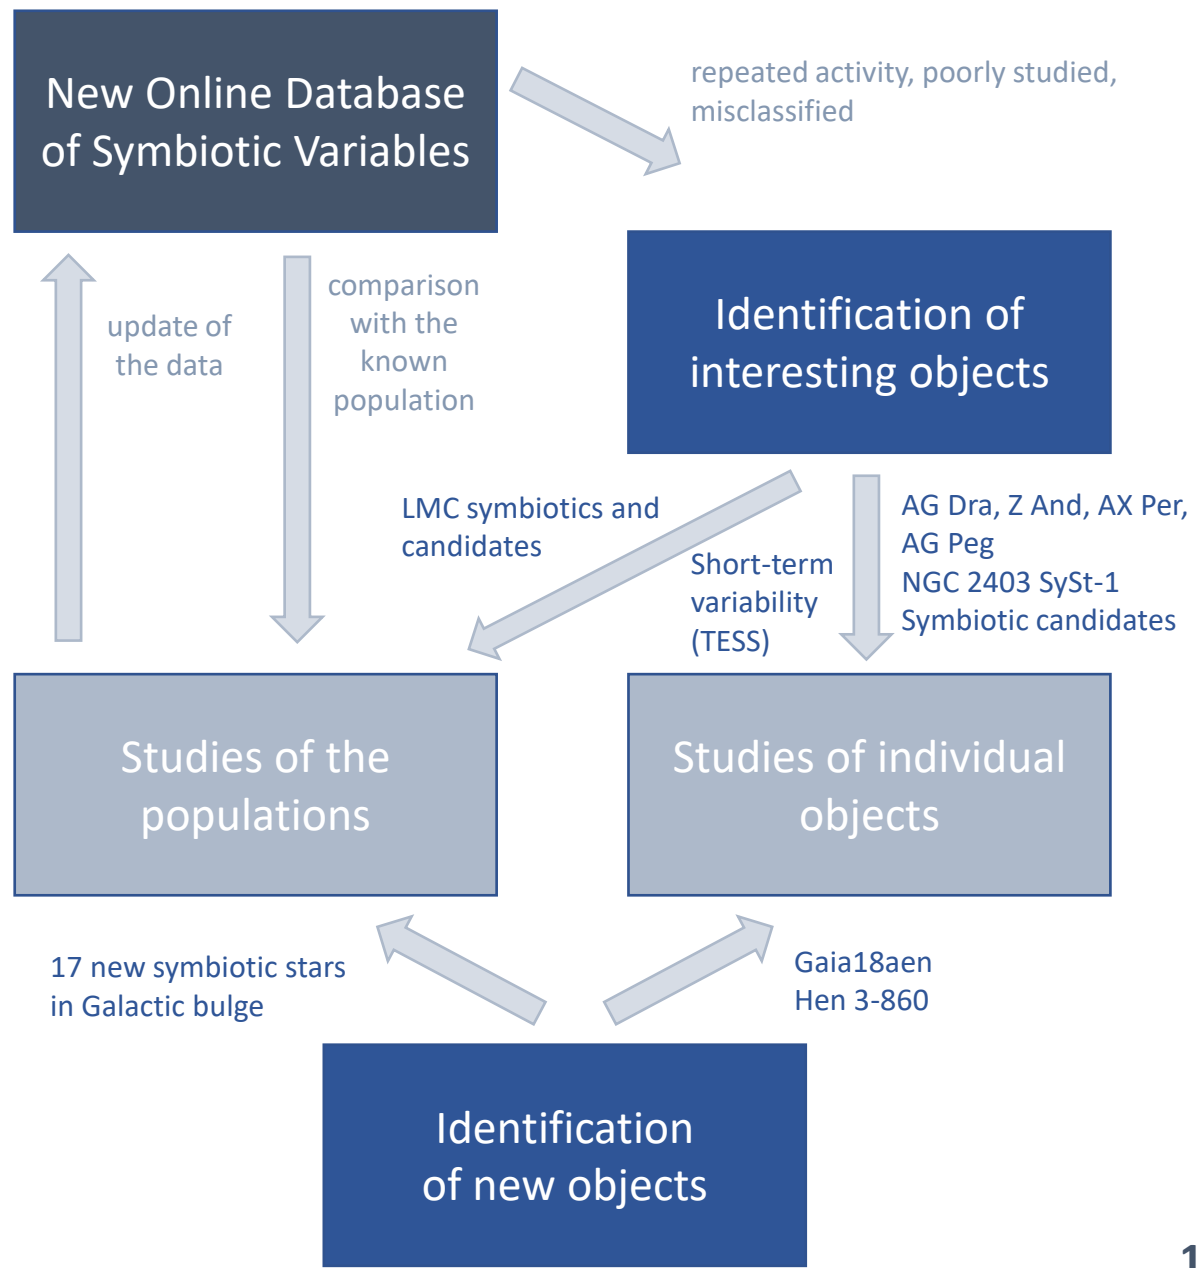 New Online Database
of Symbiotic Variables
repeated activity, poorly studied,
misclassified
Identification of
interesting objects
update of
the data
comparison
with the
known
population
LMC symbiotics and
candidates
Short-term
variability
(TESS)
AG Dra, Z And, AX Per,
AG Peg
NGC 2403 SySt-1
Symbiotic candidates
Studies of the
populations
Studies of individual
objects
17 new symbiotic stars
in Galactic bulge
Gaia18aen
Hen 3-860
Identification
of new objects
1